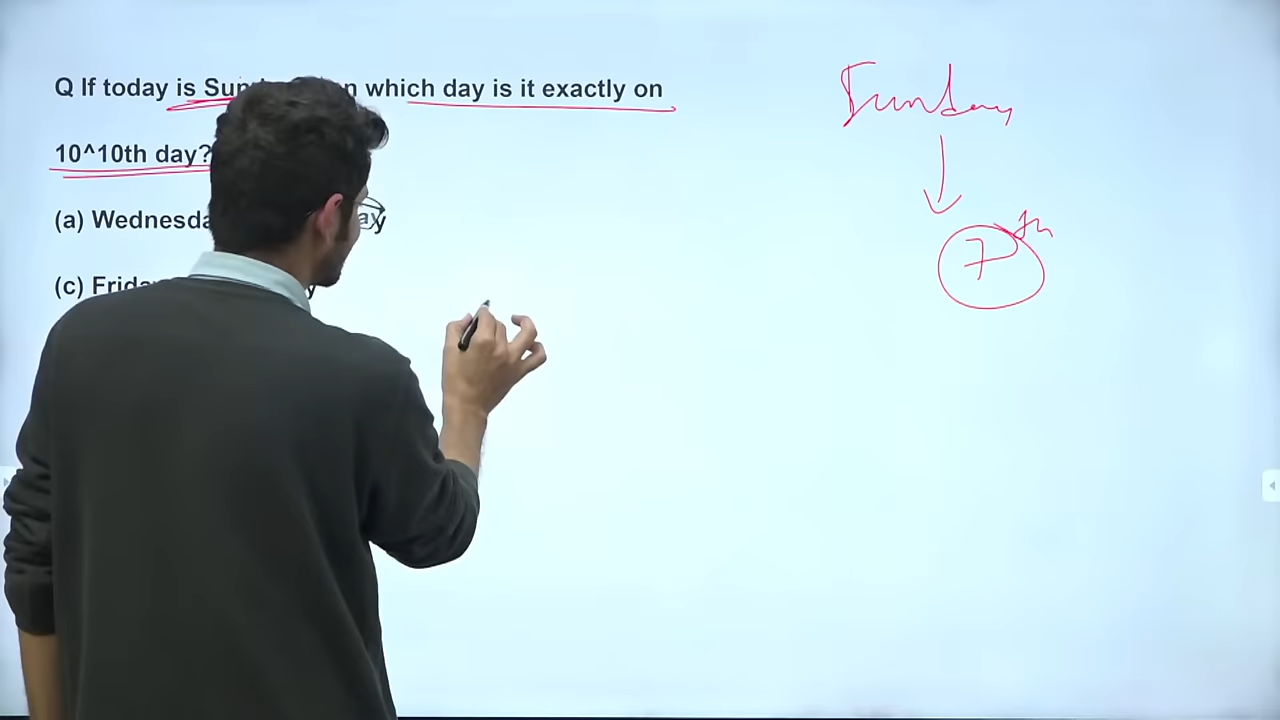 Q If today is Sun which day is it exactly on
10^10th day?
(a) Wednesda ay
(c) Frida y
Sunday
7th